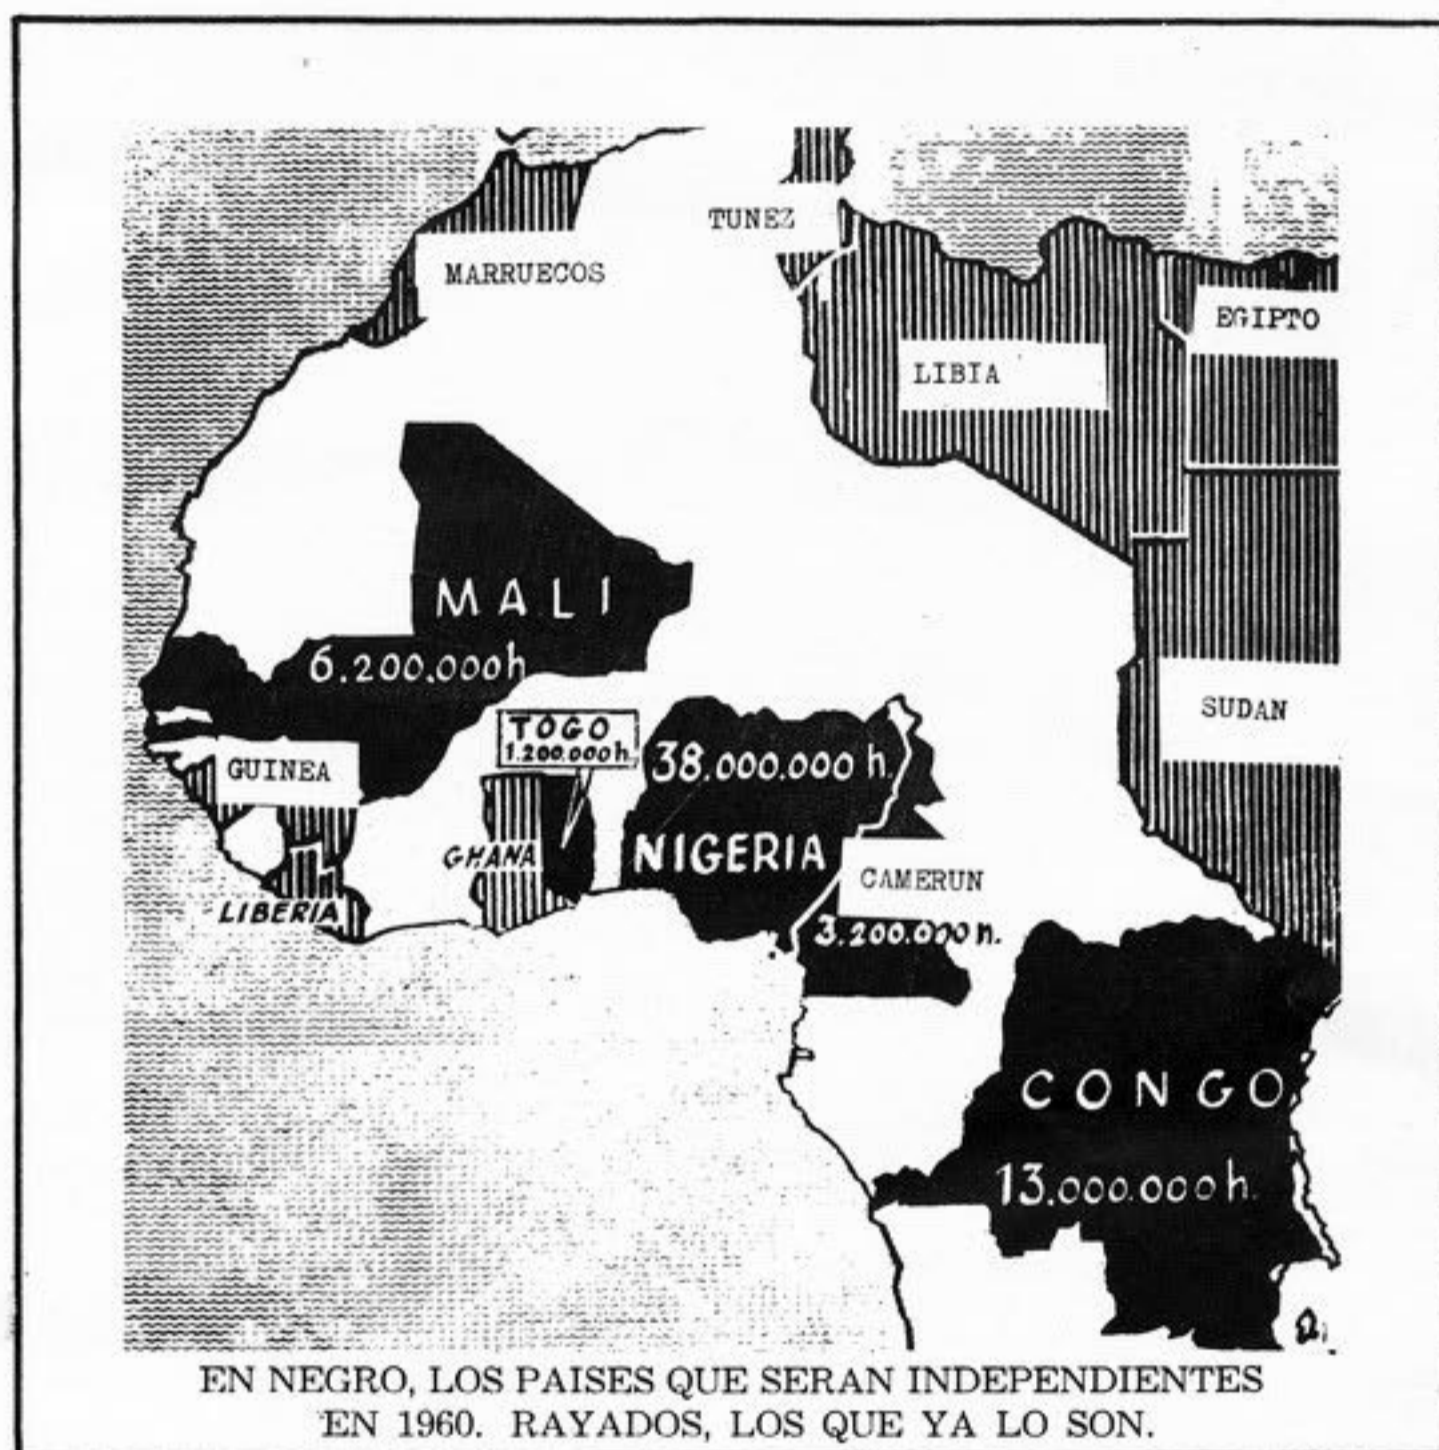 TUNEZ
MARRUECOS
EGIPTO
LIBIA
MALI
6.200.000h
SUDAN
TOGO
1.200.000h.
GUINEA
38.000.000 h.
GHANA
NIGERIA
CAMERUN
LIBERIA
3.200.000h.
CONGO
13.000.000h.
EN NEGRO, LOS PAISES QUE SERAN INDEPENDIENTES
EN 1960. RAYADOS, LOS QUE YA LO SON.